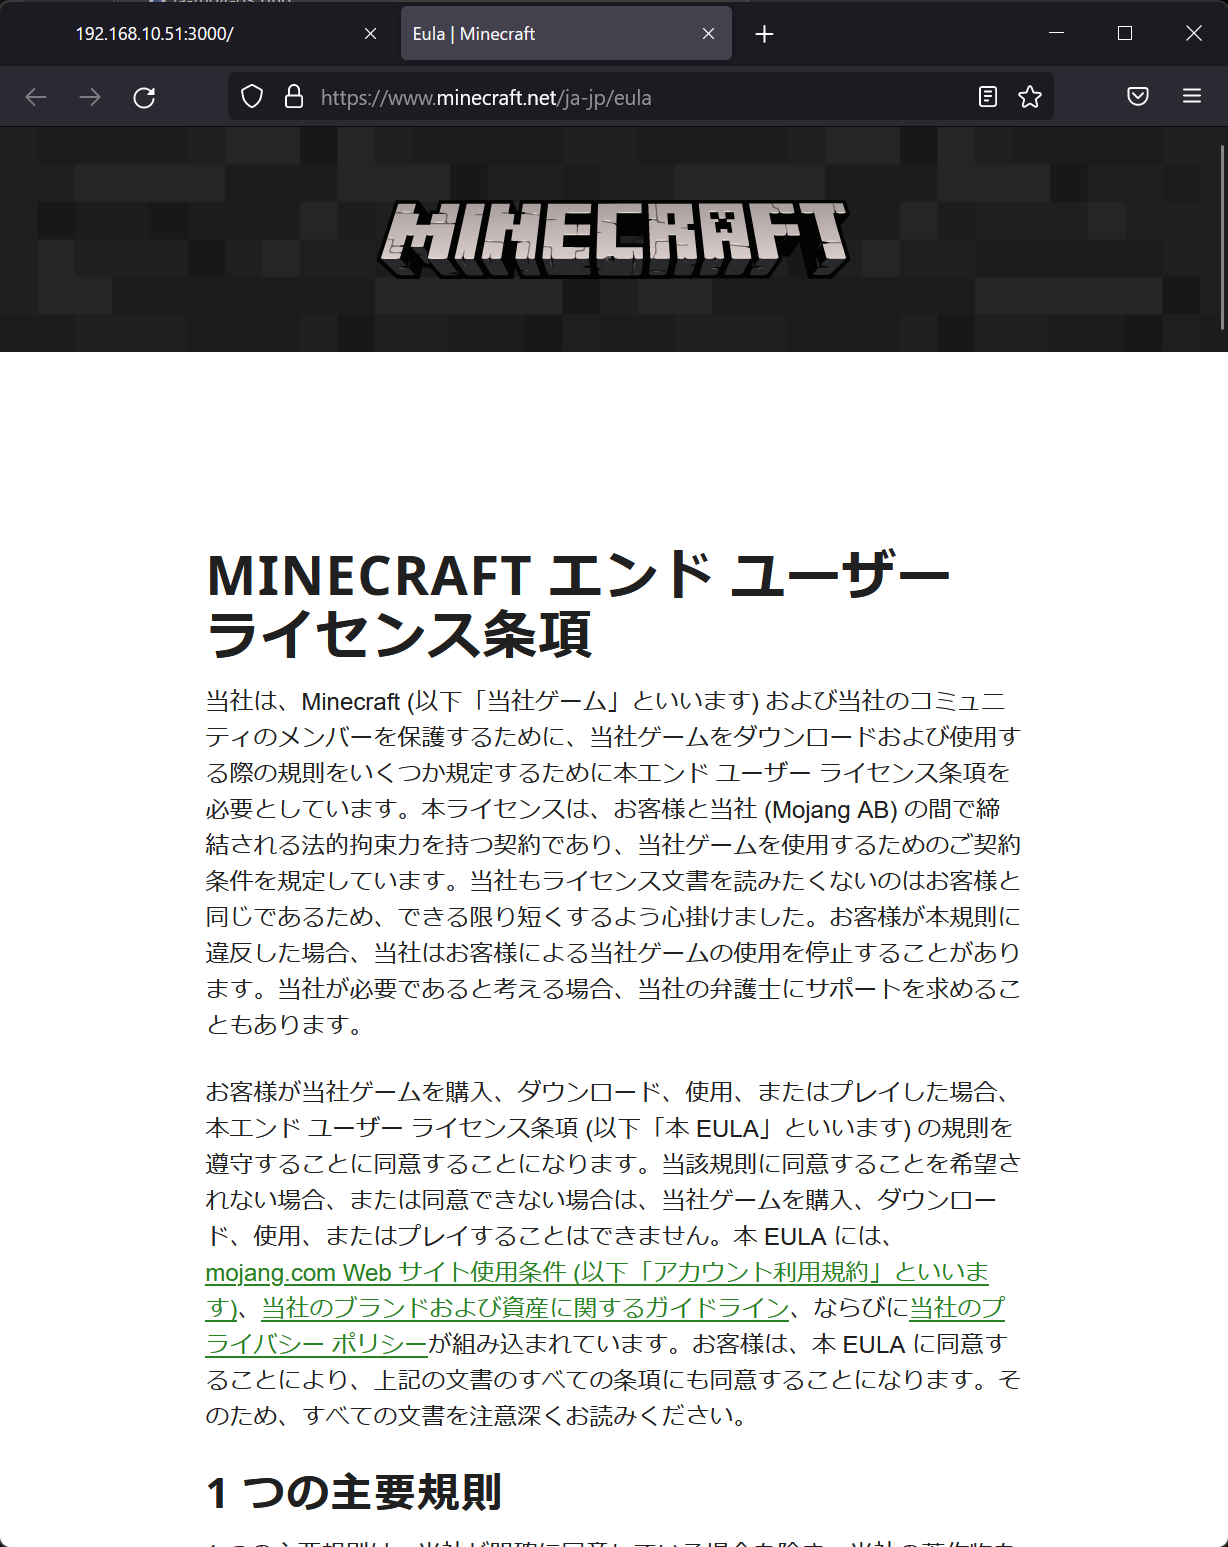 192.168.10.51:3000/
Eula | Minecraft
https://www.minecraft.net/ja-jp/eula
MINECRAFT
MINECRAFT エンド ユーザー
ライセンス条項
当社は、Minecraft (以下「当社ゲーム」といいます) および当社のコミュニ
ティのメンバーを保護するために、当社ゲームをダウンロードおよび使用す
る際の規則をいくつか規定するために本エンド ユーザー ライセンス条項を
必要としています。本ライセンスは、お客様と当社 (Mojang AB) の間で締
結される法的拘束力を持つ契約であり、当社ゲームを使用するためのご契約
条件を規定しています。当社もライセンス文書を読みたくないのはお客様と
同じであるため、できる限り短くするよう心掛けました。お客様が本規則に
違反した場合、当社はお客様による当社ゲームの使用を停止することがあり
ます。当社が必要であると考える場合、当社の弁護士にサポートを求めるこ
ともあります。
お客様が当社ゲームを購入、ダウンロード、使用、またはプレイした場合、
本エンド ユーザー ライセンス条項 (以下「本 EULA」といいます) の規則を
遵守することに同意することになります。当該規則に同意することを希望さ
れない場合、または同意できない場合は、当社ゲームを購入、ダウンロー
ド、使用、またはプレイすることはできません。本 EULA には、
mojang.com Web サイト使用条件 (以下「アカウント利用規約」といいま
す)、当社のブランドおよび資産に関するガイドライン、ならびに当社のプ
ライバシー ポリシーが組み込まれています。お客様は、本 EULA に同意す
ることにより、上記の文書のすべての条項にも同意することになります。そ
のため、すべての文書を注意深くお読みください。
1 つの主要規則